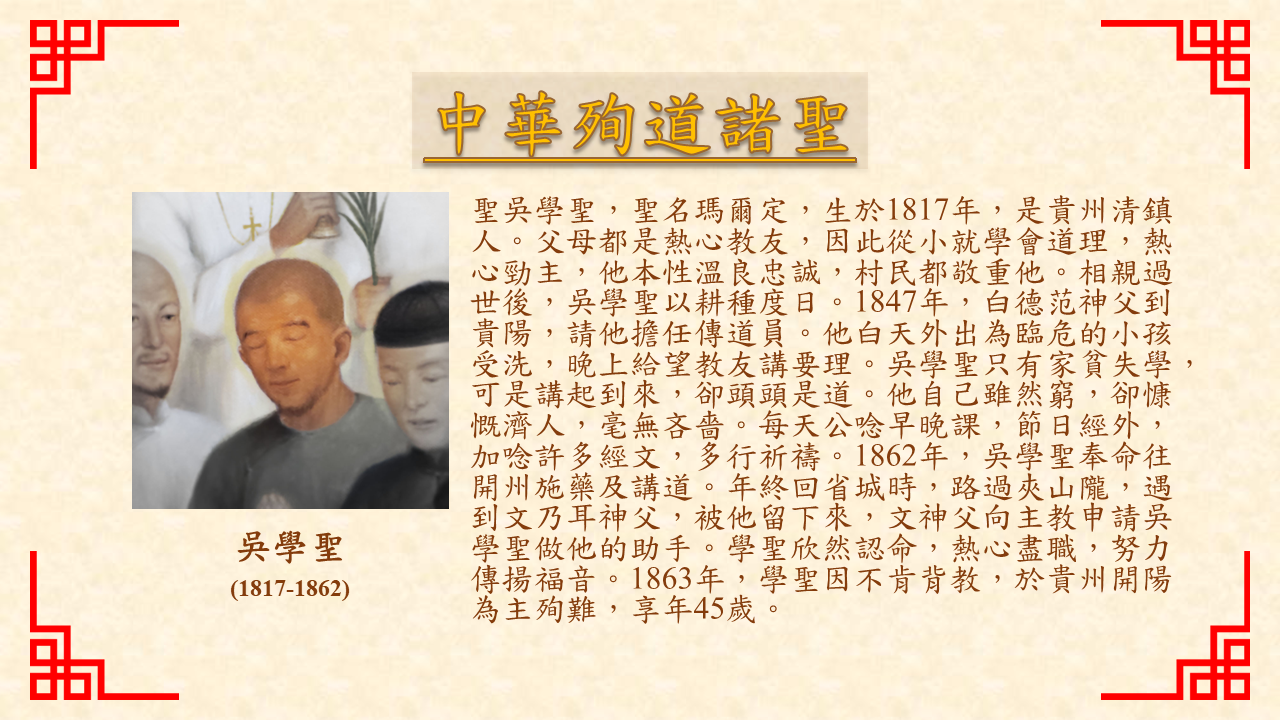 中華殉道諸聖
聖吳學聖，聖名瑪爾定，生於1817年，是貴州清鎮
人。父母都是熱心教友，因此從小就學會道理，熱
心勁主，他本性溫良忠誠，村民都敬重他。相親過
世後，吳學聖以耕種度日。1847年，白德范神父到
貴陽，請他擔任傳道員。他白天外出為臨危的小孩
受洗，晚上給望教友講要理。吳學聖只有家貧失學，
可是講起到來，卻頭頭是道。他自己雖然窮，卻慷
慨濟人，毫無吝嗇。每天公唸早晚課，節日經外，
加唸許多經文，多行祈禱。1862年，吳學聖奉命往
開州施藥及講道。年終回省城時，路過夾山隴，遇
到文乃耳神父，被他留下來，文神父向主教申請吳
學聖做他的助手。學聖欣然認命，熱心盡職，努力
傳揚福音。1863年，學聖因不肯背教，於貴州開陽
為主殉難，享年45歲。
吳學聖
(1817-1862)